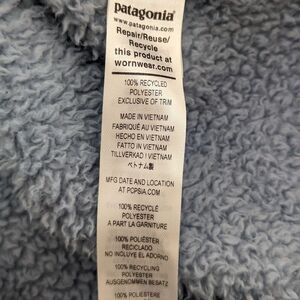 patagonia®
www.patagonia.com
Repair/Reuse/
Recycle
this product at
wornwear.com
100% RECYCLED
POLYESTER
EXCLUSIVE OF TRIM
MADE IN VIETNAM
FABRIQUÉ AU VIETNAM
HECHO EN VIETNAM
FATTO IN VIETNAM
TILLVERKAD I VIETNAM
ベトナム製
MFG DATE AND LOCATION
AT PCPSIA.COM
100% RECYCLÉ
POLYESTER
A PART LA GARNITURE
100% POLIÉSTER
RECICLADO
NO INCLUYE EL ADORNO
100% RECYCLING
POLYESTER
AUSGENOMMEN BESATZ
100% POLIESTERE